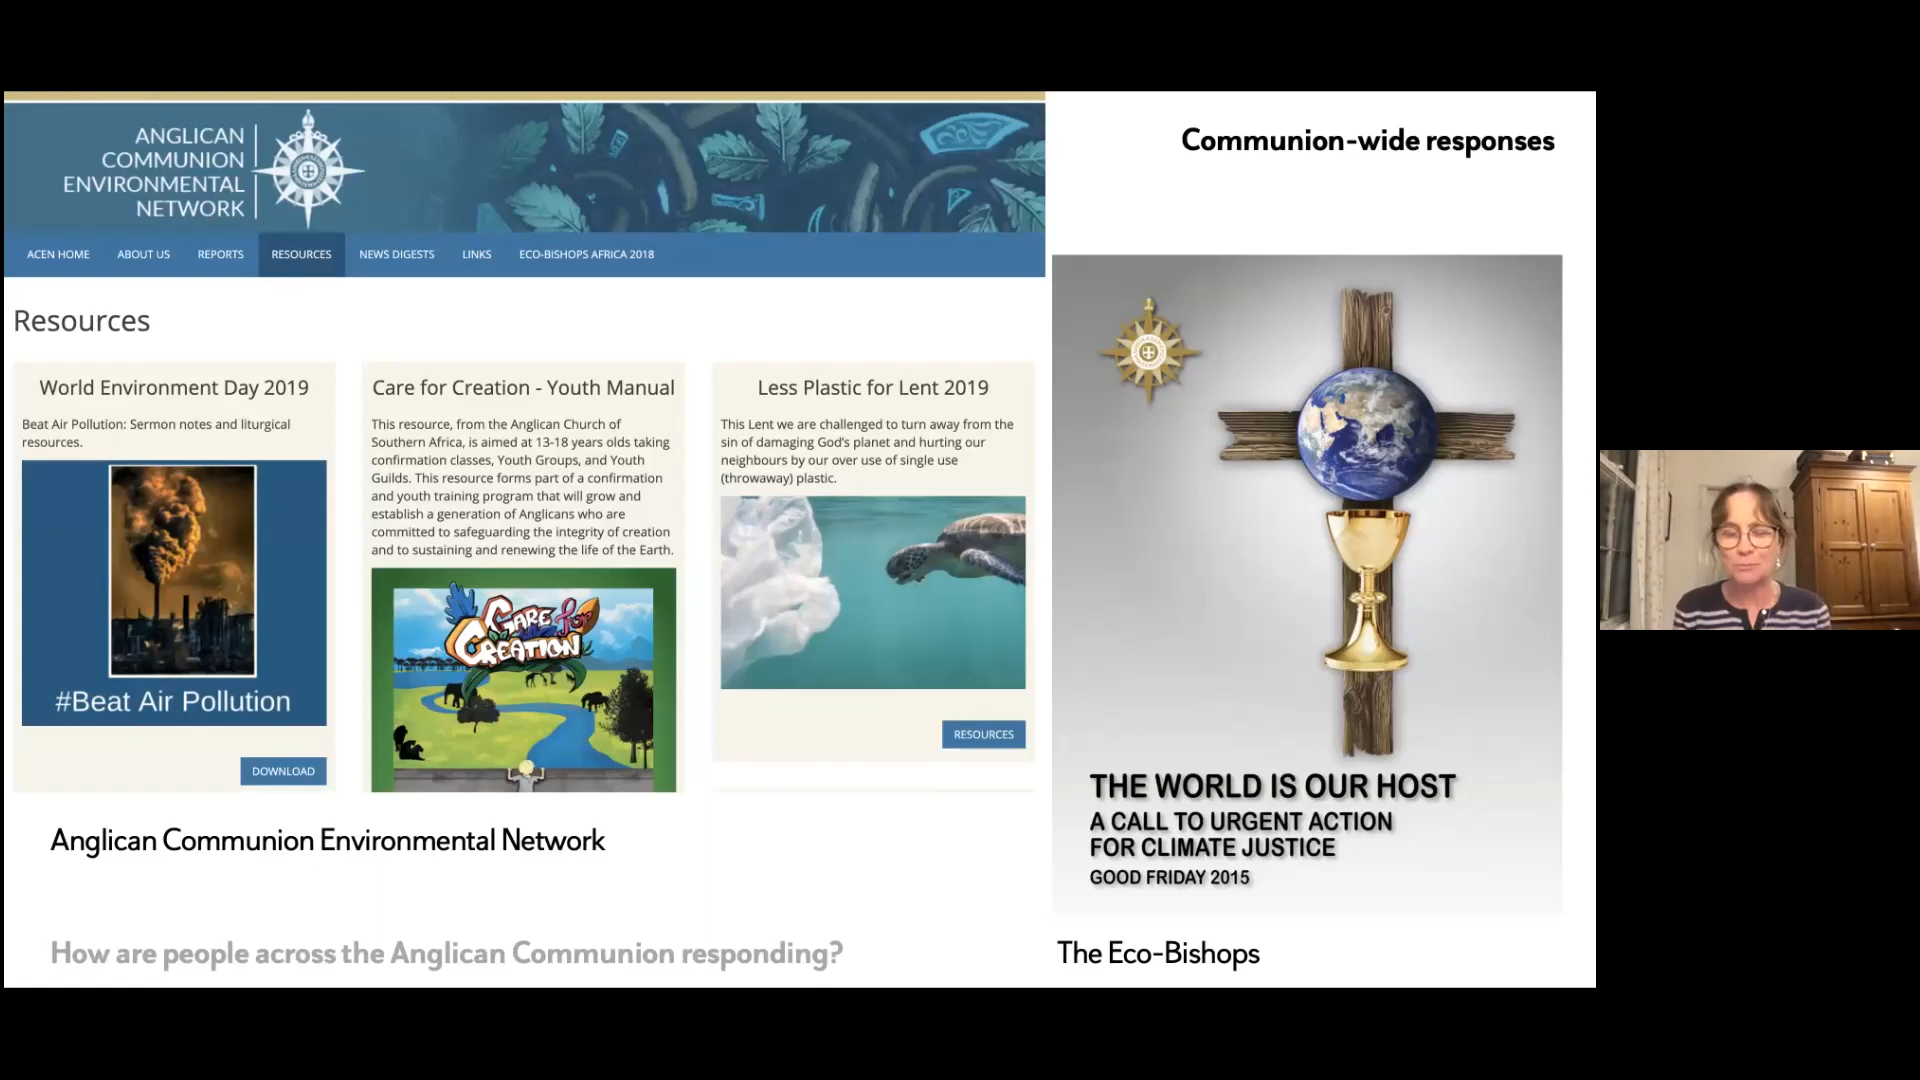 ANGLICAN
COMMUNION
ENVIRONMENTAL
NETWORK
ACEN HOME
ABOUT US
REPORTS
RESOURCES
NEWS DIGESTS
LINKS
ECO-BISHOPS AFRICA 2018
Resources
World Environment Day 2019
Beat Air Pollution: Sermon notes and liturgical
resources.
#Beat Air Pollution
DOWNLOAD
Care for Creation - Youth Manual
This resource, from the Anglican Church of
Southern Africa, is aimed at 13-18 years olds taking
confirmation classes, Youth Groups, and Youth
Guilds. This resource forms part of a confirmation
and youth training program that will grow and
establish a generation of Anglicans who are
committed to safeguarding the integrity of creation
and to sustaining and renewing the life of the Earth.
CARE for
CREATION
Less Plastic for Lent 2019
This Lent we are challenged to turn away from the
sin of damaging God's planet and hurting our
neighbours by our over use of single use
(throwaway) plastic.
RESOURCES
Anglican Communion Environmental Network
How are people across the Anglican Communion responding?
Communion-wide responses
THE WORLD IS OUR HOST
A CALL TO URGENT ACTION
FOR CLIMATE JUSTICE
GOOD FRIDAY 2015
The Eco-Bishops